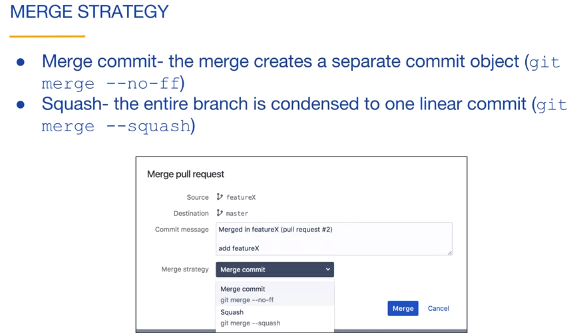 MERGE STRATEGY
● Merge commit- the merge creates a separate commit object (git
merge --no-ff)
● Squash- the entire branch is condensed to one linear commit (git
merge --squash)
Merge pull request
Source featureX
Destination master
Commit message Merged in featureX (pull request #2)
add featureX
Merge strategy Merge commit
Merge commit
git merge --no-ff
Squash
git merge --squash
Merge Cancel